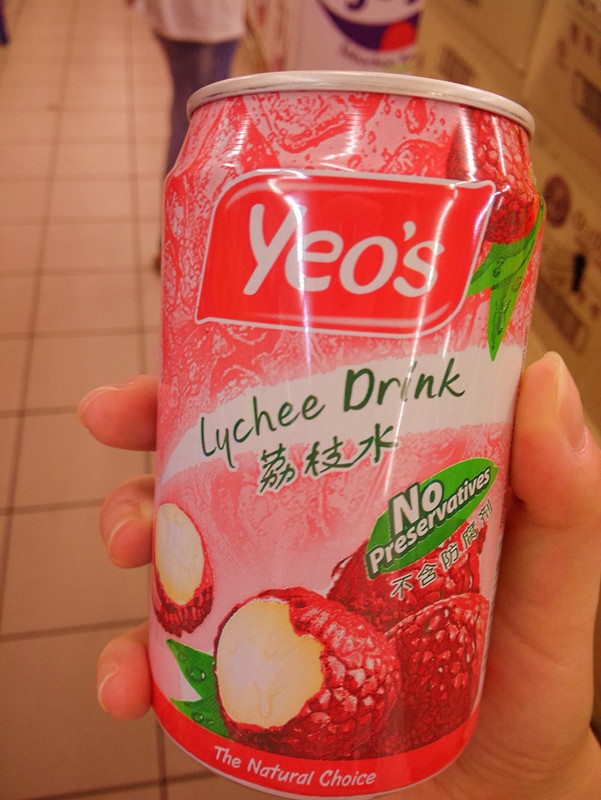 Yeo's
Lychee Drink
荔枝水
No
Preservatives
不含防腐剂
The Natural Choice